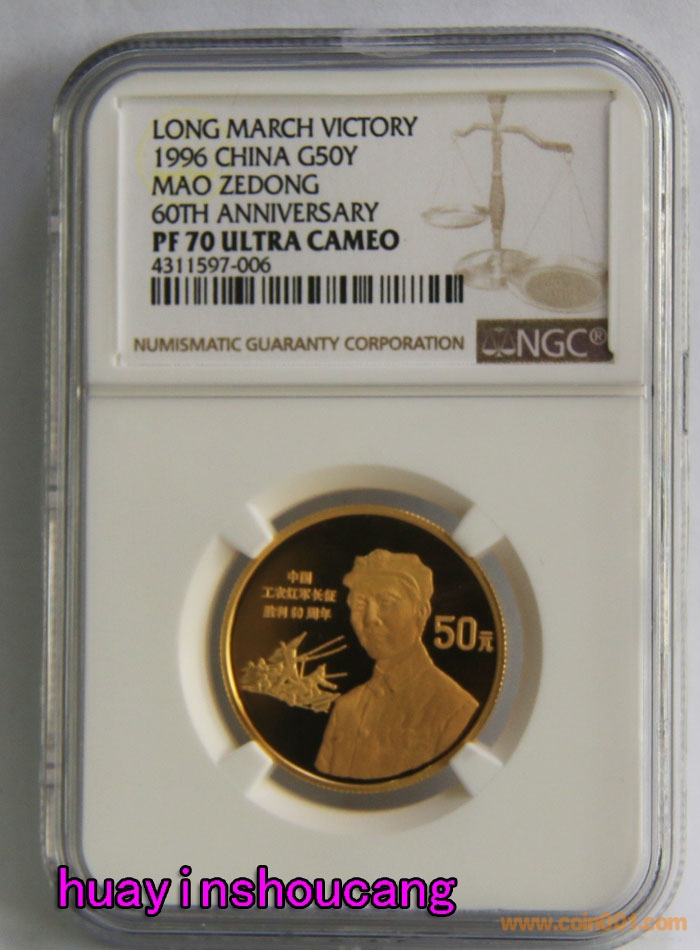 LONG MARCH VICTORY
1996 CHINA G50Y
MAO ZEDONG
60TH ANNIVERSARY
PF 70 ULTRA CAMEO
4311597-006
NUMISMATIC GUARANTY CORPORATION
NGC®
中国
工农红军长征
胜利60周年
50元
huayinshoucang
www.coin001.com